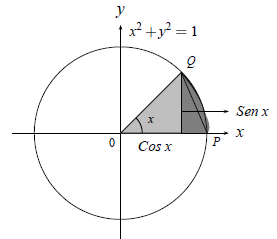 y
x² + y² = 1
Q
x
Sen x
x
0
Cos x
P